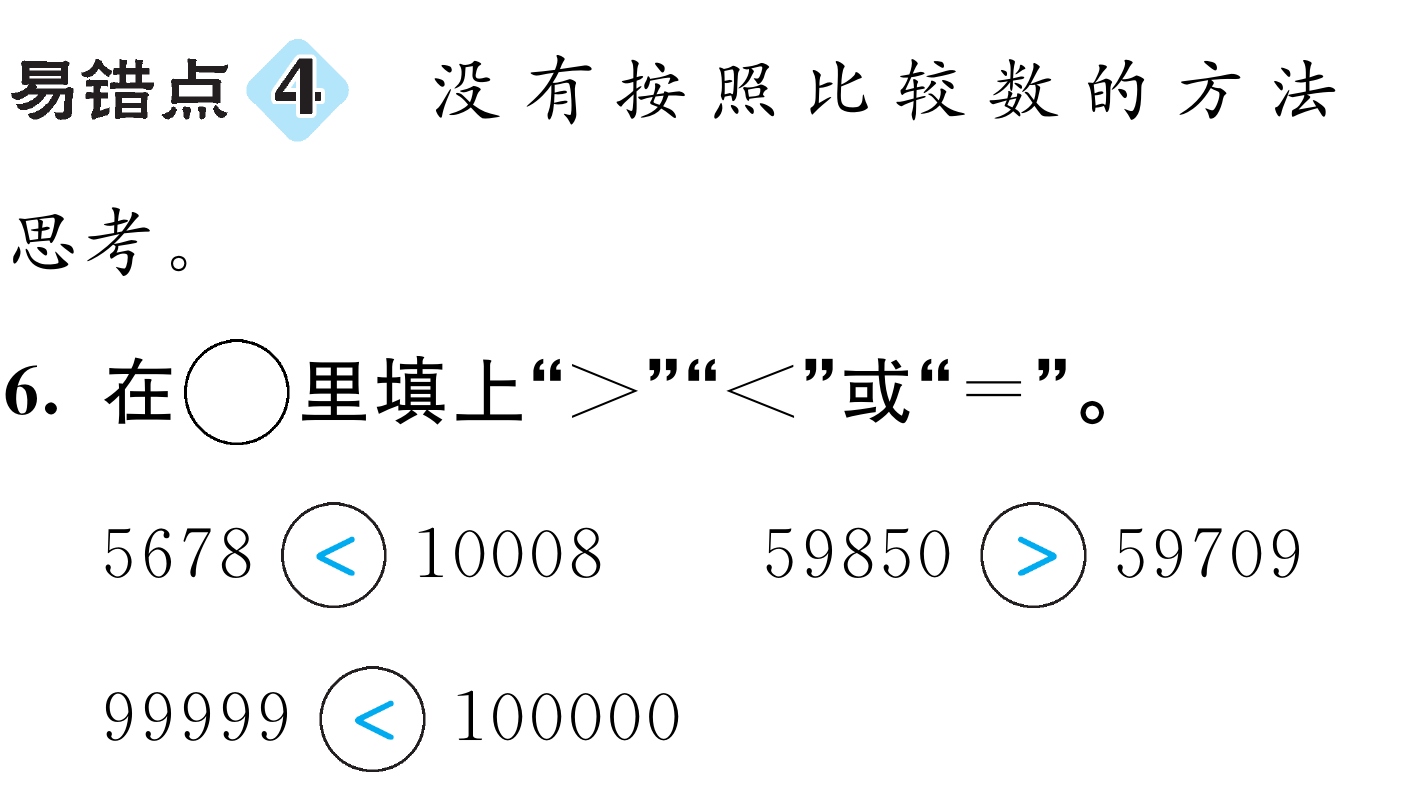 易错点4 没有按照比较数的方法
思考。
6. 在○里填上“>”“<”或“=”。
5678 < 10008 59850 > 59709
99999 < 100000